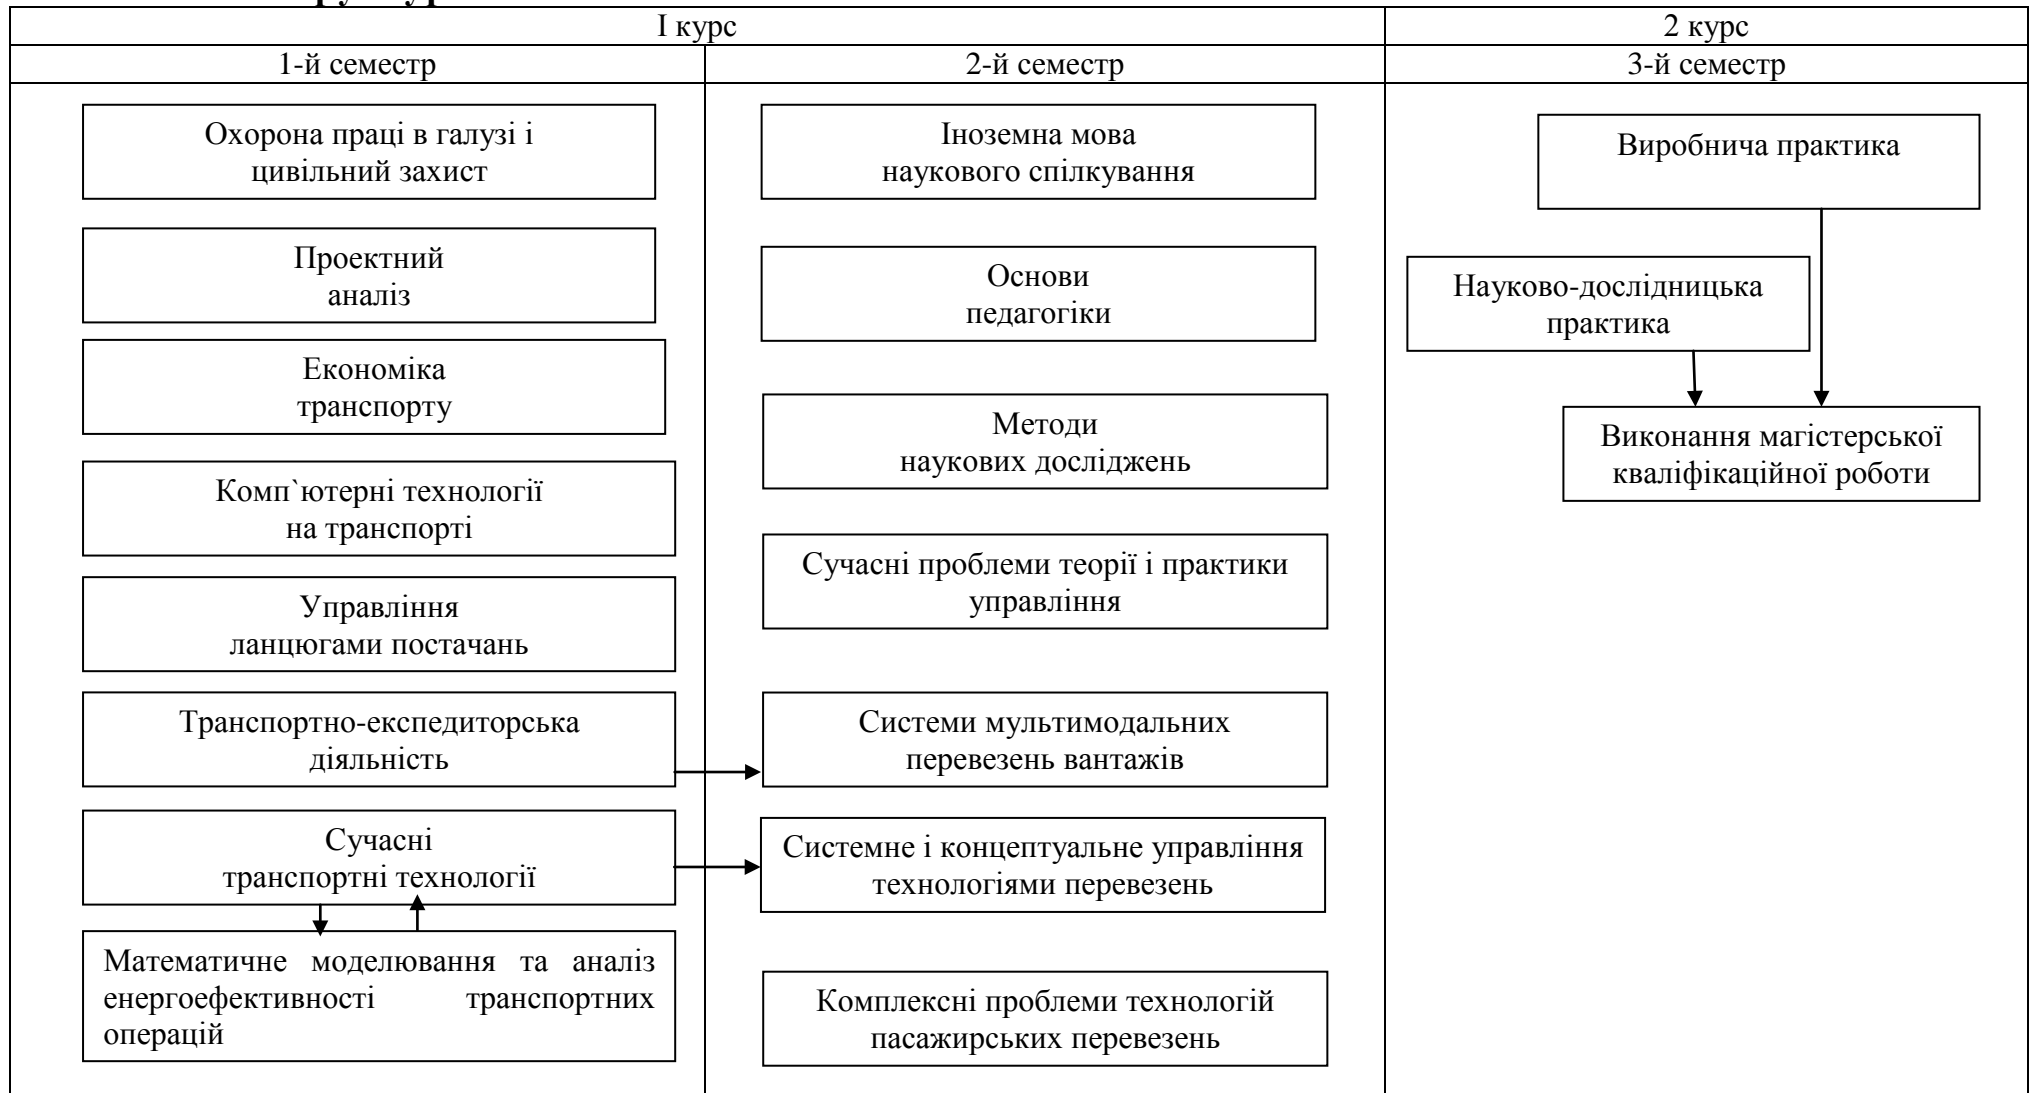 І курс
2 курс
1-й семестр
2-й семестр
3-й семестр
Охорона праці в галузі і
цивільний захист
Проектний
аналіз
Економіка
транспорту
Комп`ютерні технології
на транспорті
Управління
ланцюгами постачань
Транспортно-експедиторська
діяльність
Сучасні
транспортні технології
Математичне моделювання та аналіз
енергоефективності транспортних
операцій
Іноземна мова
наукового спілкування
Основи
педагогіки
Методи
наукових досліджень
Сучасні проблеми теорії і практики
управління
Системи мультимодальних
перевезень вантажів
Системне і концептуальне управління
технологіями перевезень
Комплексні проблеми технологій
пасажирських перевезень
Виробнича практика
Науково-дослідницька
практика
Виконання магістерської
кваліфікаційної роботи